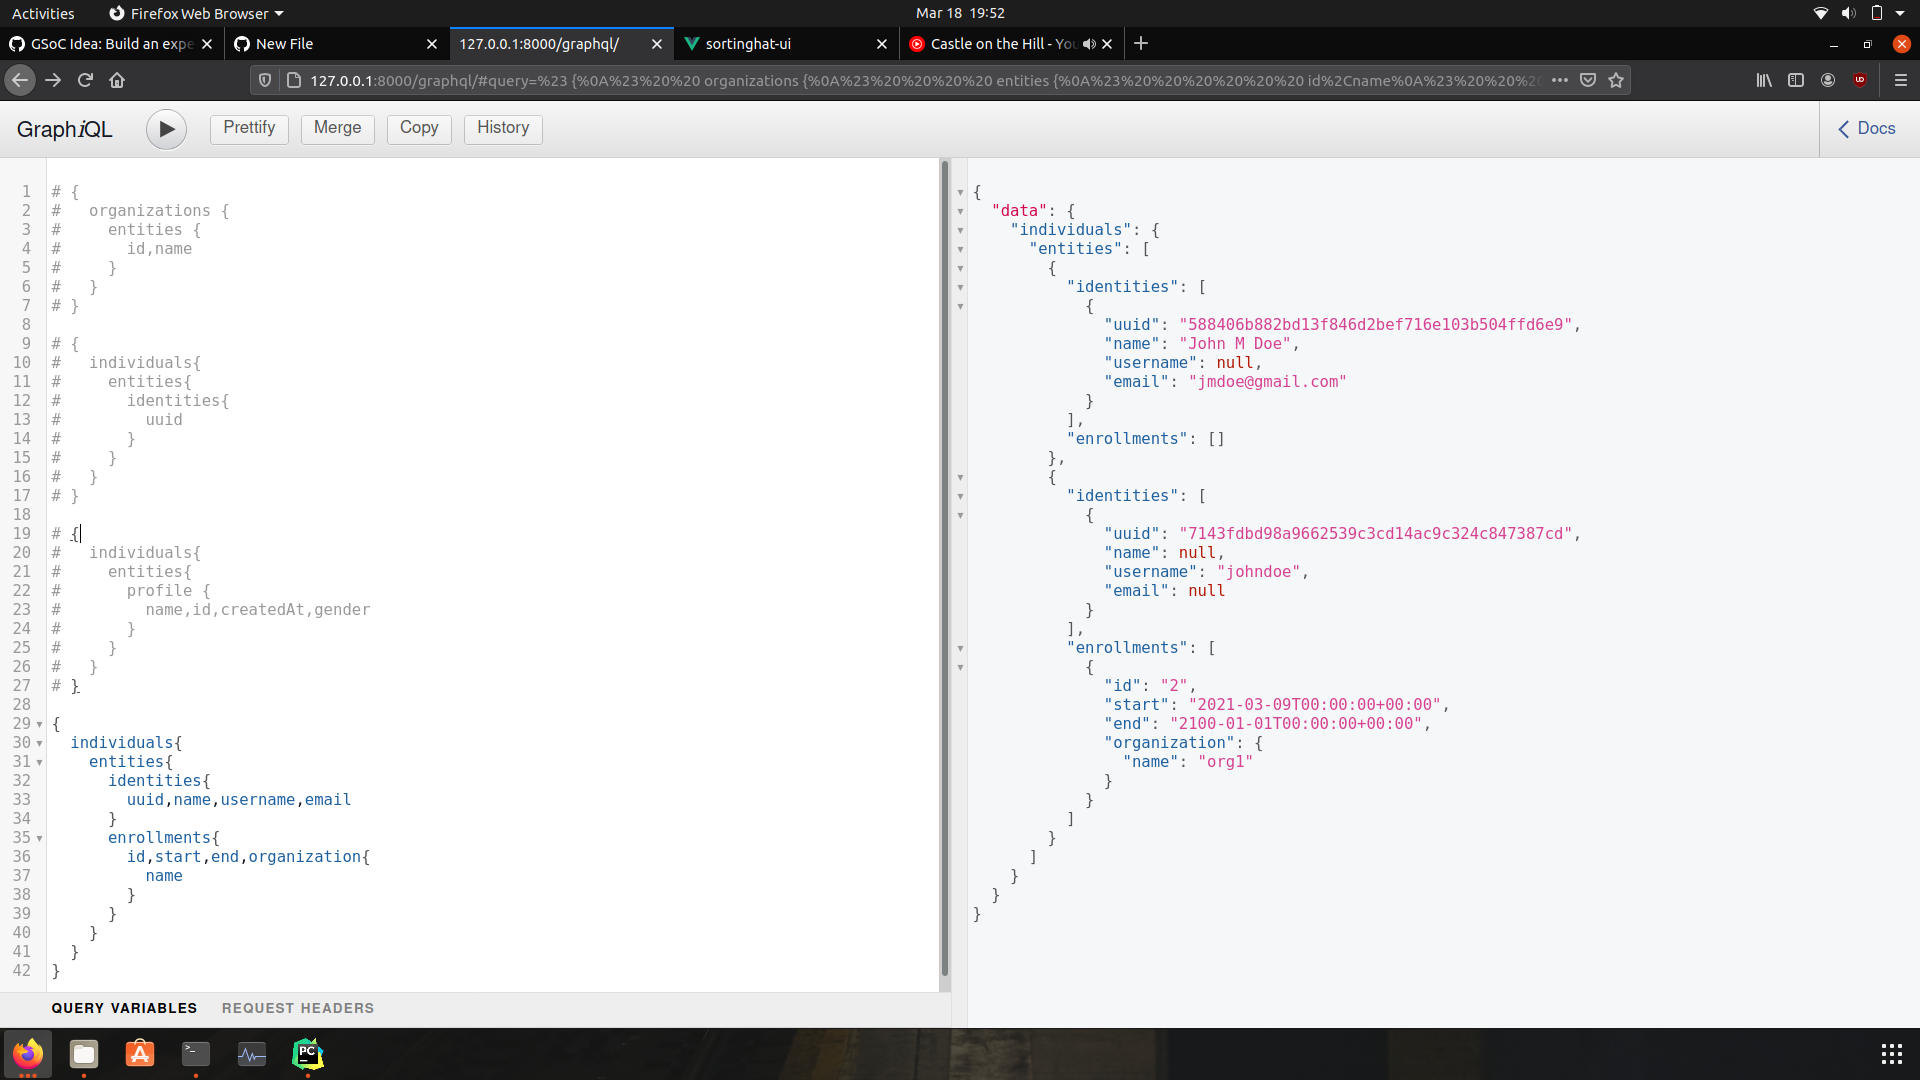 Activities Firefox Web Browser Mar 18 19:52
GSoC Idea: Build an expe New File 127.0.0.1:8000/graphql/ sortinghat-ui Castle on the Hill - You
127.0.0.1:8000/graphql/#query=%23 {%0A%23%20%20 organizations {%0A%23%20%20%20%20 entities {%0A%23%20%20%20%20%20%20 id%2Cname%0A%23%20%20%20
GraphiQL Prettify Merge Copy History Docs
1 # {
2 #   organizations {
3 #     entities {
4 #       id,name
5 #     }
6 #   }
7 # }
8
9 # {
10 #   individuals{
11 #     entities{
12 #       identities{
13 #         uuid
14 #       }
15 #     }
16 #   }
17 # }
18
19 # {
20 #   individuals{
21 #     entities{
22 #       profile {
23 #         name,id,createdAt,gender
24 #       }
25 #     }
26 #   }
27 # }
28
29 {
30   individuals{
31     entities{
32       identities{
33         uuid,name,username,email
34       }
35       enrollments{
36         id,start,end,organization{
37           name
38         }
39       }
40     }
41   }
42 }
QUERY VARIABLES REQUEST HEADERS
{
  "data": {
    "individuals": {
      "entities": [
        {
          "identities": [
            {
              "uuid": "588406b882bd13f846d2bef716e103b504ffd6e9",
              "name": "John M Doe",
              "username": null,
              "email": "jmdoe@gmail.com"
            }
          ],
          "enrollments": []
        },
        {
          "identities": [
            {
              "uuid": "7143fdbd98a9662539c3cd14ac9c324c847387cd",
              "name": null,
              "username": "johndoe",
              "email": null
            }
          ],
          "enrollments": [
            {
              "id": "2",
              "start": "2021-03-09T00:00:00+00:00",
              "end": "2100-01-01T00:00:00+00:00",
              "organization": {
                "name": "org1"
              }
            }
          ]
        }
      ]
    }
  }
}
PC